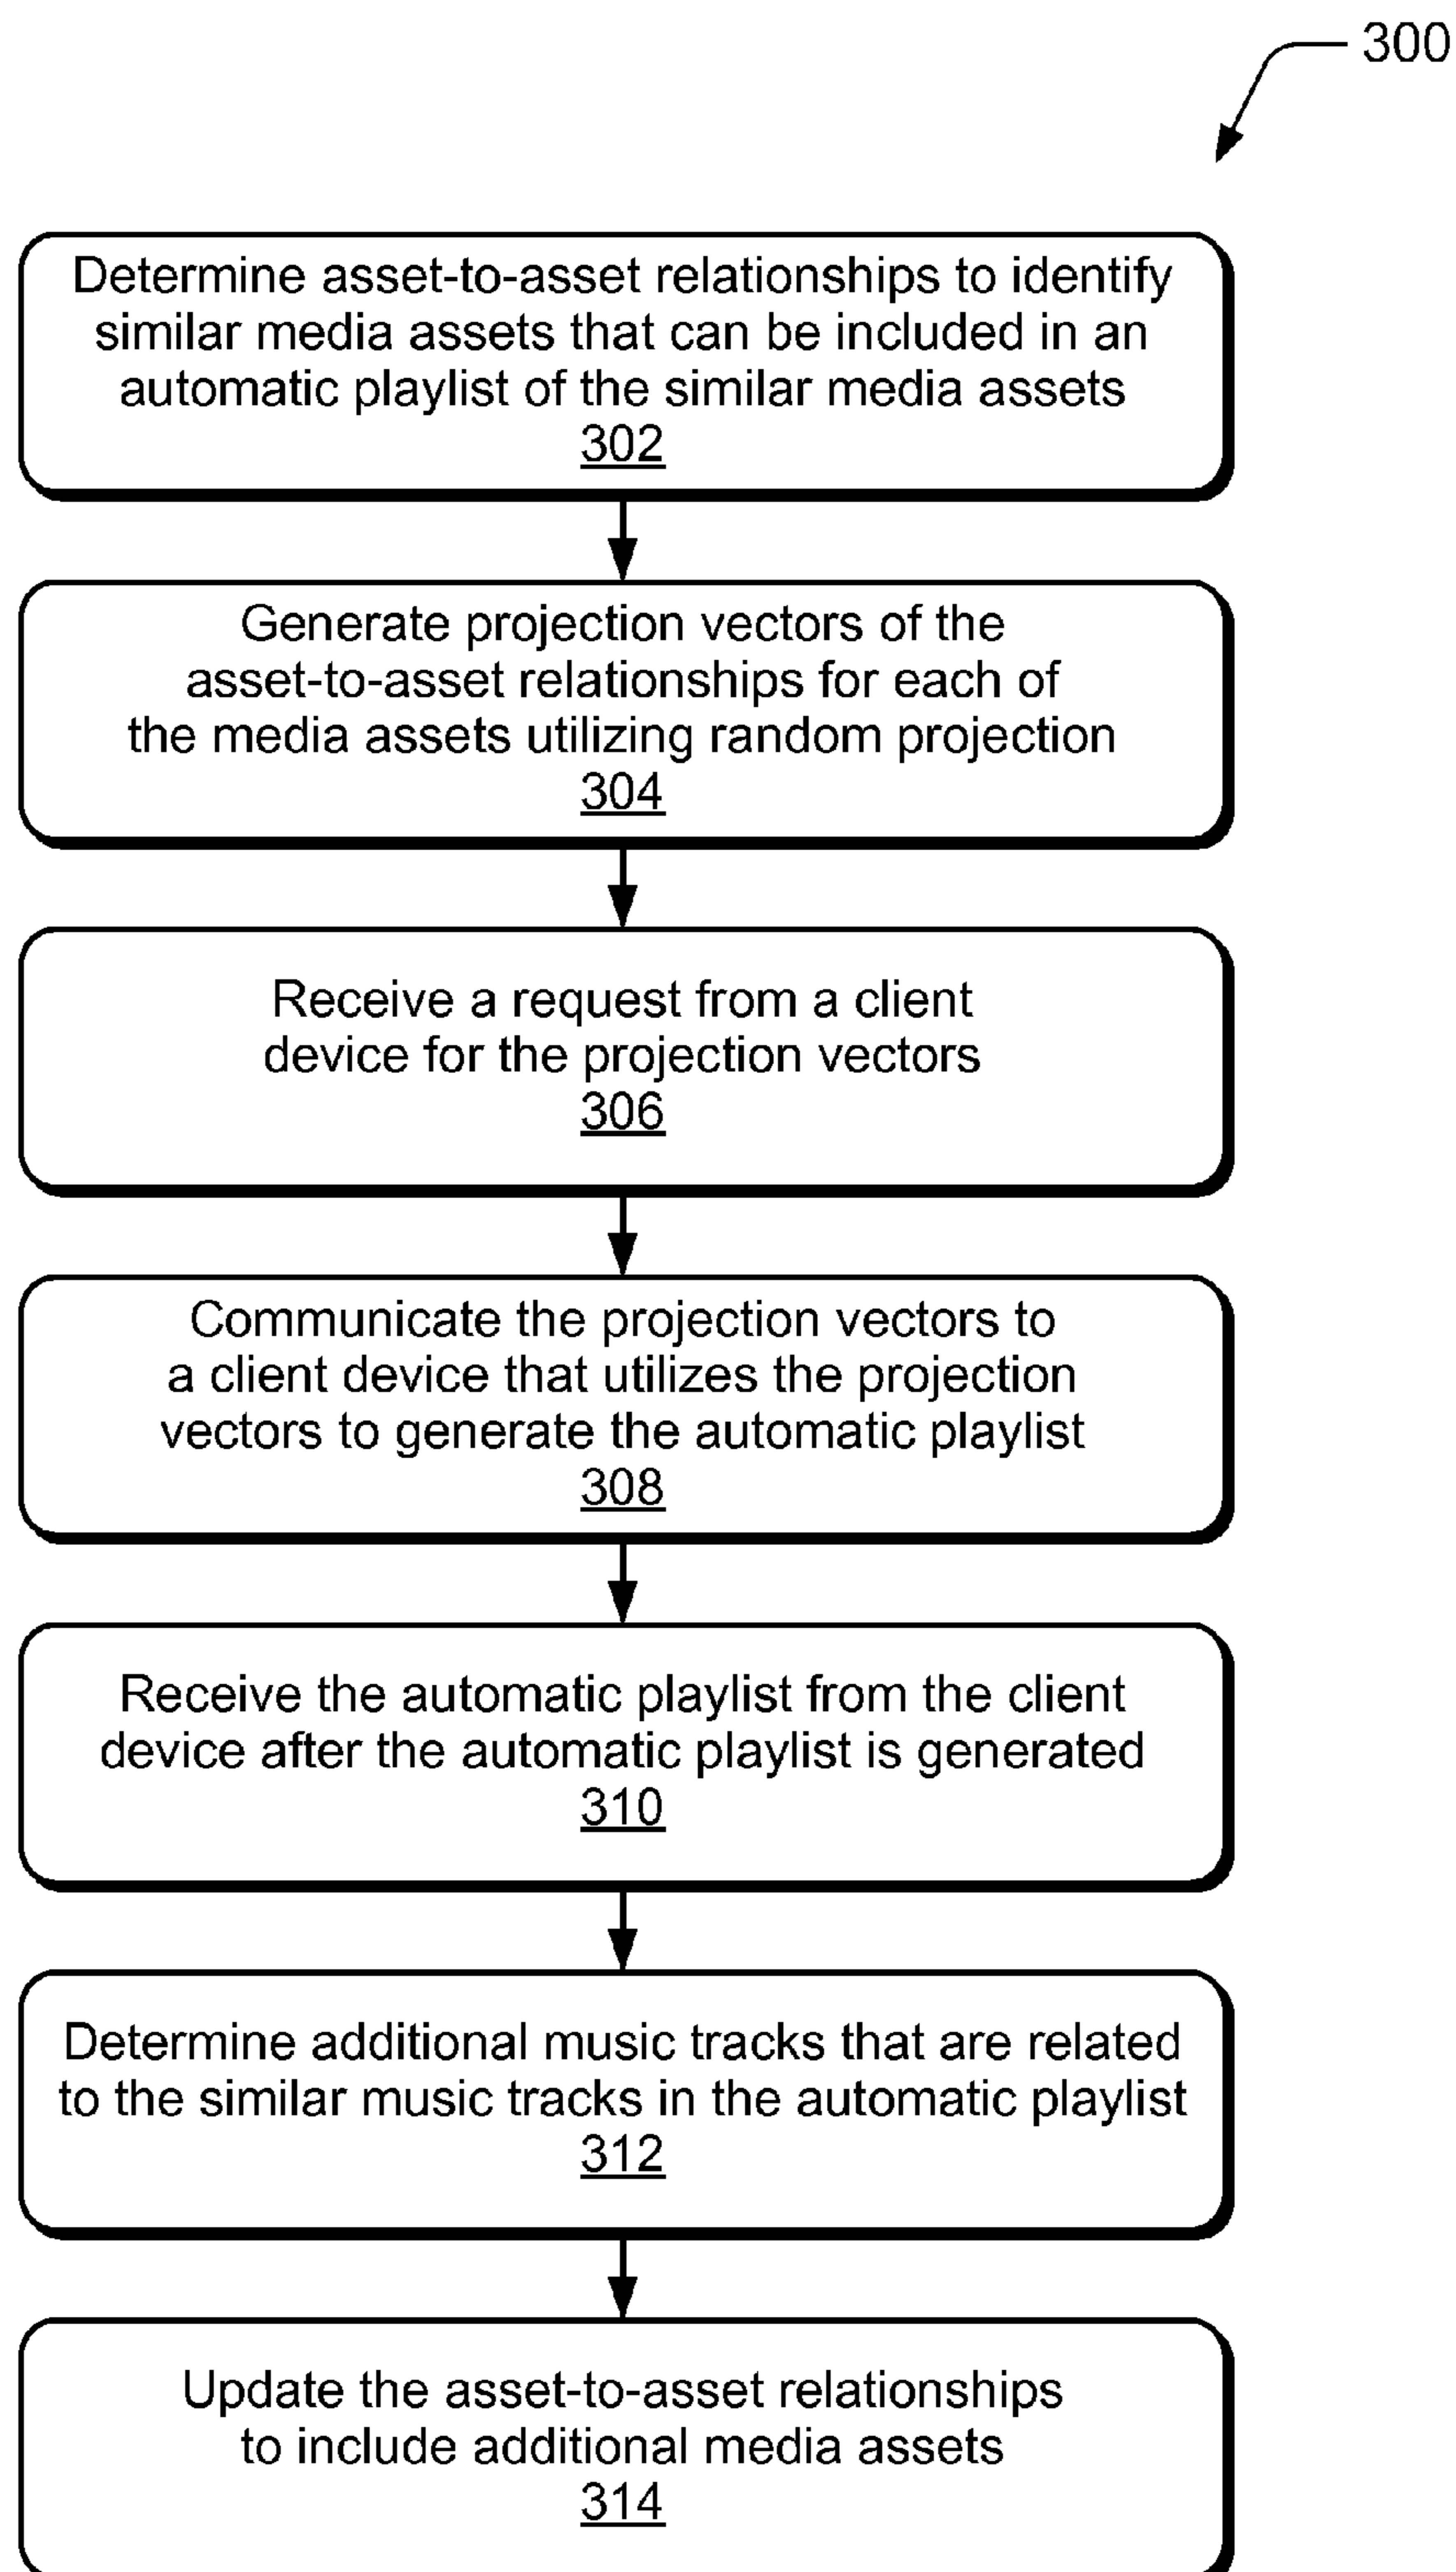 300
Determine asset-to-asset relationships to identify
similar media assets that can be included in an
automatic playlist of the similar media assets
302
Generate projection vectors of the
asset-to-asset relationships for each of
the media assets utilizing random projection
304
Receive a request from a client
device for the projection vectors
306
Communicate the projection vectors to
a client device that utilizes the projection
vectors to generate the automatic playlist
308
Receive the automatic playlist from the client
device after the automatic playlist is generated
310
Determine additional music tracks that are related
to the similar music tracks in the automatic playlist
312
Update the asset-to-asset relationships
to include additional media assets
314